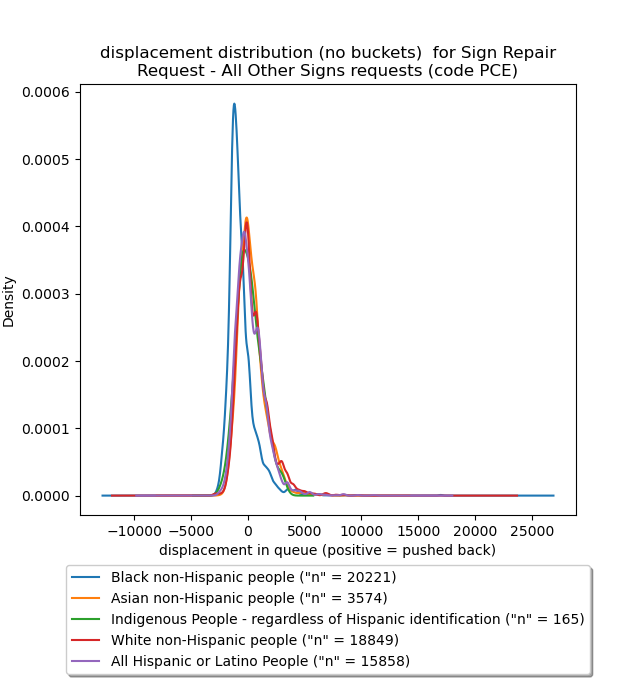 displacement distribution (no buckets)  for Sign Repair
Request - All Other Signs requests (code PCE)
0.0006
0.0005
0.0004
0.0003
0.0002
0.0001
0.0000
Density
−10000 −5000 0 5000 10000 15000 20000 25000
displacement in queue (positive = pushed back)
Black non-Hispanic people ("n" = 20221)
Asian non-Hispanic people ("n" = 3574)
Indigenous People - regardless of Hispanic identification ("n" = 165)
White non-Hispanic people ("n" = 18849)
All Hispanic or Latino People ("n" = 15858)